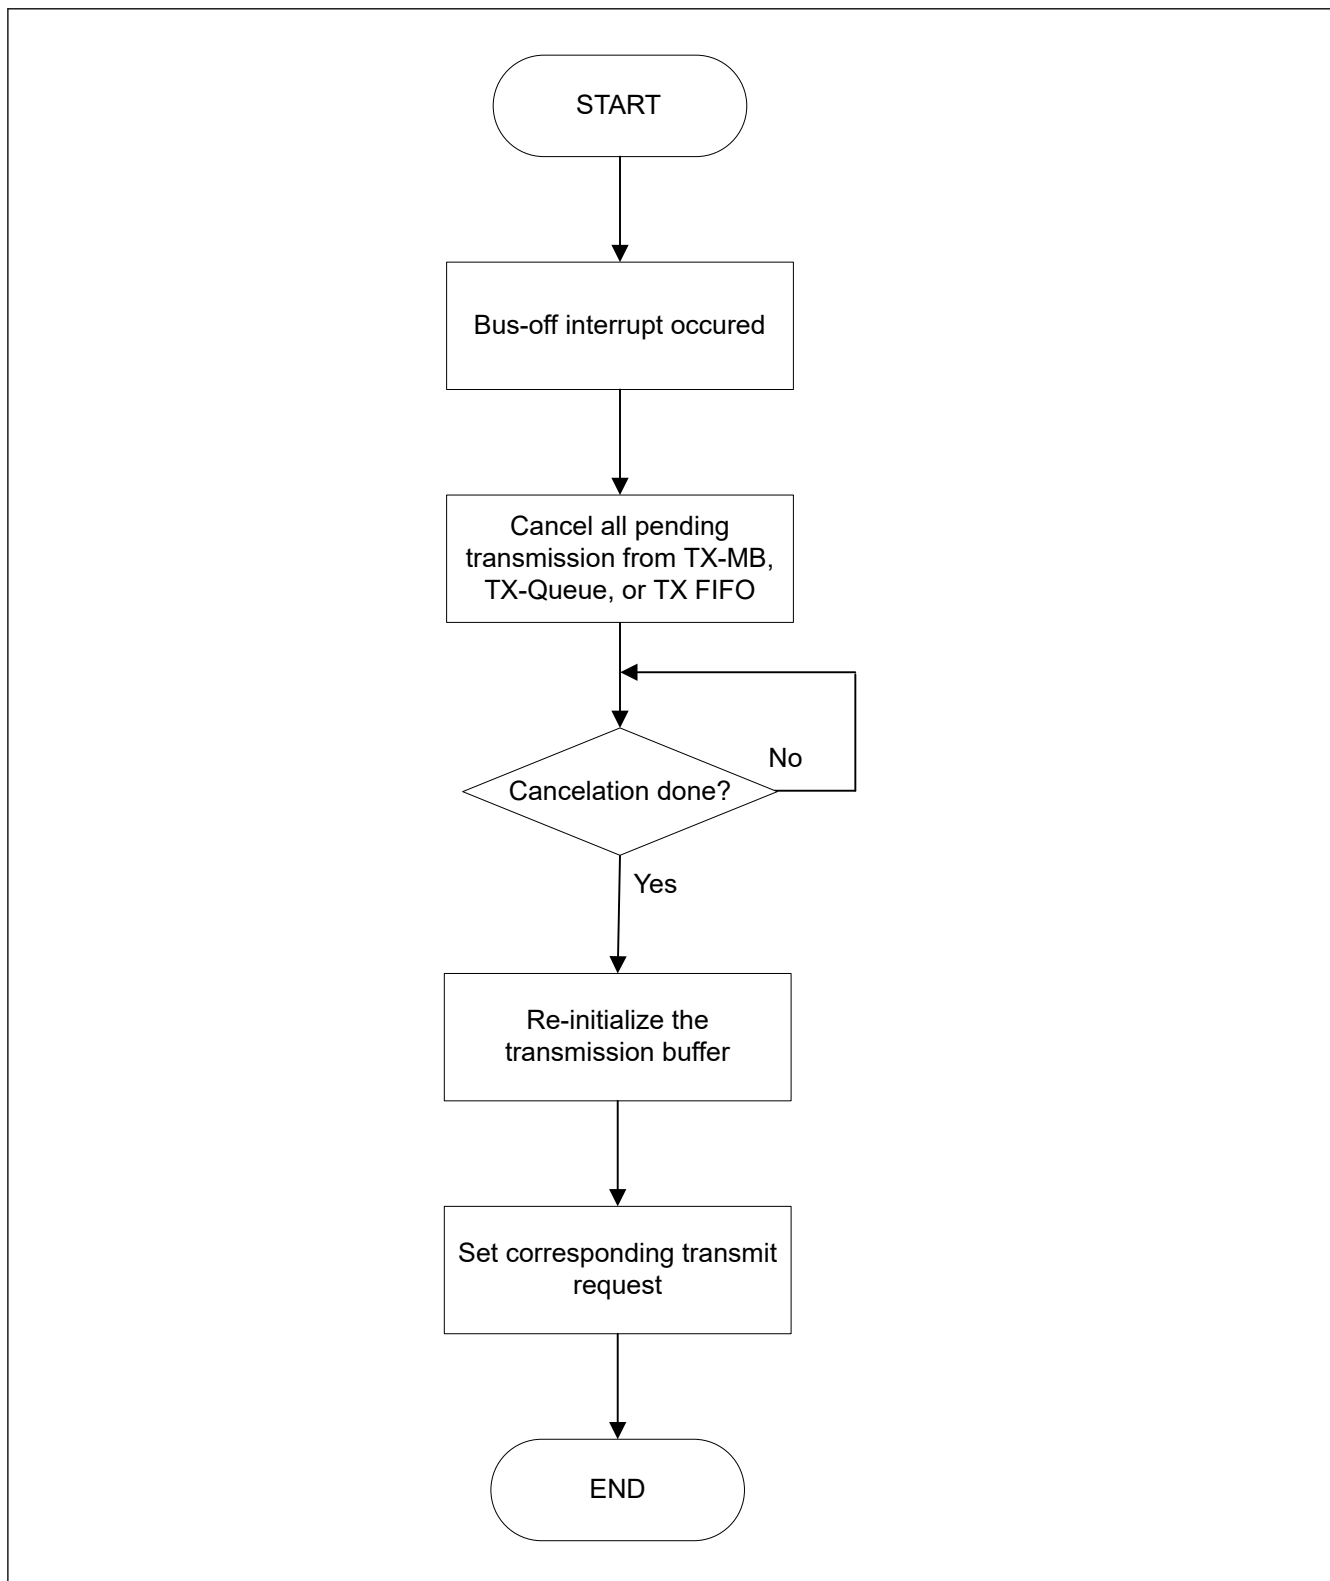 START
Bus-off interrupt occured
Cancel all pending
transmission from TX-MB,
TX-Queue, or TX FIFO
No
Cancelation done?
Yes
Re-initialize the
transmission buffer
Set corresponding transmit
request
END